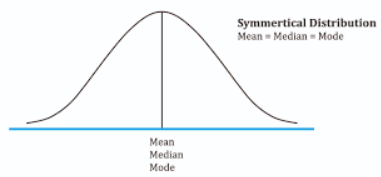 Symmertical Distribution
Mean = Median = Mode
Mean
Median
Mode